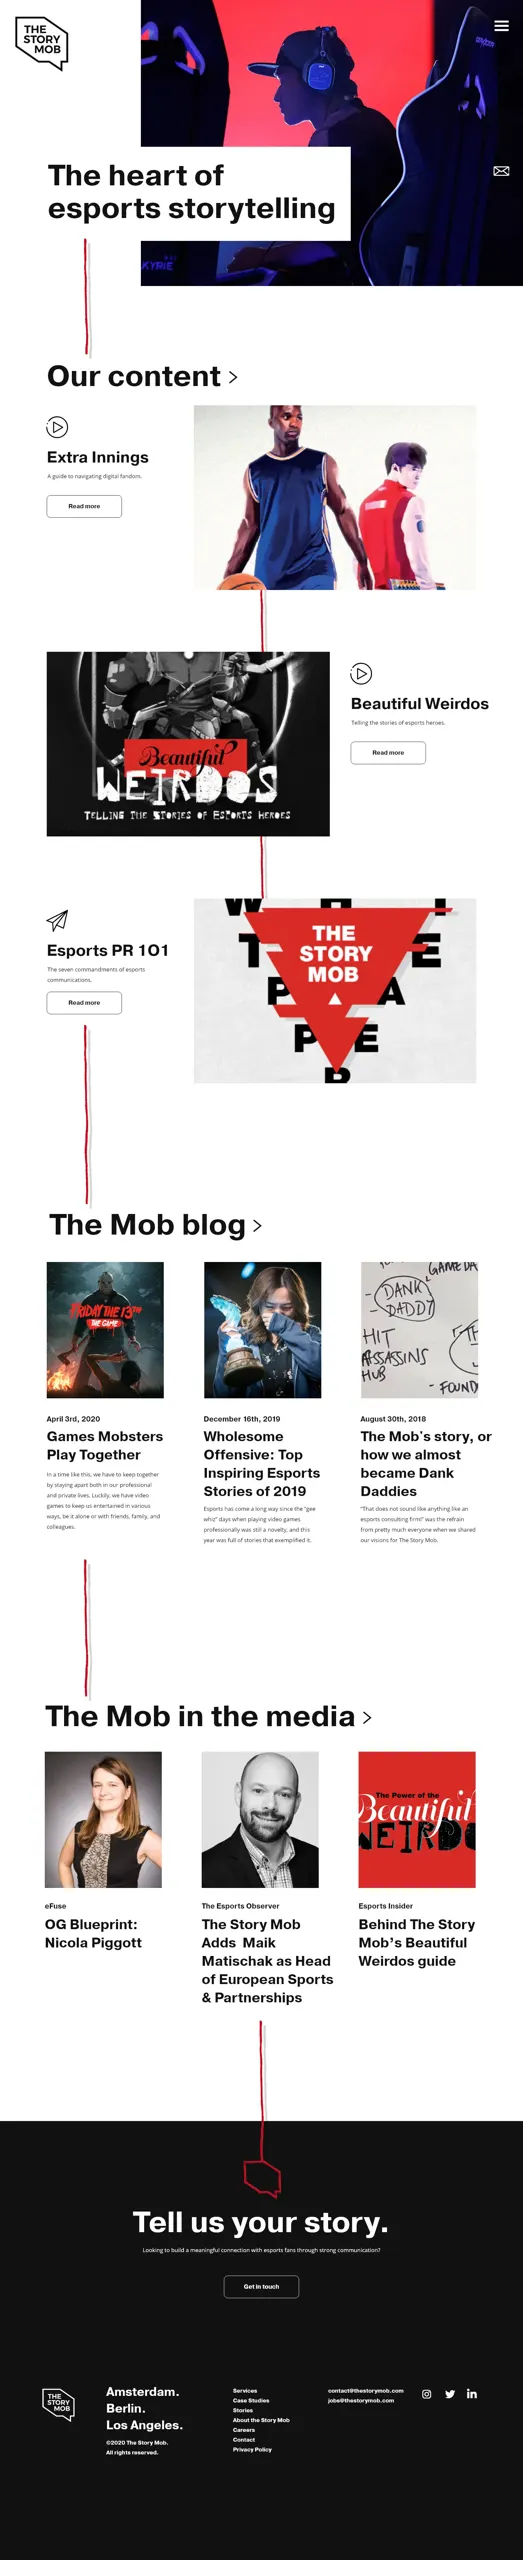 THE
STORY
MOB
The heart of
esports storytelling
KYRIE
Our content >
Extra Innings
A guide to navigating digital fandom.
Read more
Beautiful
WEIRDOS
TELLING THE STORIES OF ESPORTS HEROES
Beautiful Weirdos
Telling the stories of esports heroes.
Read more
Esports PR 101
The seven commandments of esports
communications.
Read more
THE
STORY
MOB
The Mob blog >
FRIDAY THE 13TH
THE GAME
DANK
DADDY
HIT
ASSASSINS
HUB
- FOUND
April 3rd, 2020
Games Mobsters
Play Together
In a time like this, we have to keep together
by staying apart both in our professional
and private lives. Luckily, we have video
games to keep us entertained in various
ways, be it alone or with friends, family, and
colleagues.
December 16th, 2019
Wholesome
Offensive: Top
Inspiring Esports
Stories of 2019
Esports has come a long way since the "gee
whiz" days when playing video games
professionally was still a novelty, and this
year was full of stories that exemplified it.
August 30th, 2018
The Mob's story, or
how we almost
became Dank
Daddies
"That does not sound like anything like an
esports consulting firm!" was the refrain
from pretty much everyone when we shared
our visions for The Story Mob.
The Mob in the media >
The Power of the
Beautiful
WEIRDO
eFuse
OG Blueprint:
Nicola Piggott
The Esports Observer
The Story Mob
Adds Maik
Matischak as Head
of European Sports
& Partnerships
Esports Insider
Behind The Story
Mob's Beautiful
Weirdos guide
Tell us your story.
Looking to build a meaningful connection with esports fans through strong communication?
Get in touch
THE
STORY
MOB
Amsterdam.
Berlin.
Los Angeles.
©2020 The Story Mob.
All rights reserved.
Services
Case Studies
Stories
About the Story Mob
Careers
Contact
Privacy Policy
contact@thestorymob.com
jobs@thestorymob.com